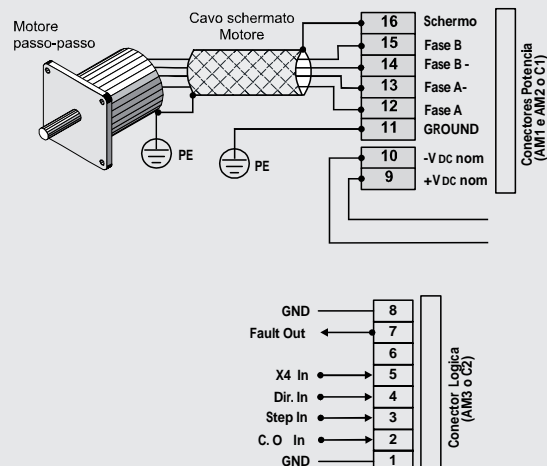 Motore
passo-passo
Cavo schermato
Motore
PE
PE
16 Schermo
15 Fase B
14 Fase B -
13 Fase A-
12 Fase A
11 GROUND
10 -V DC nom
9 +V DC nom
Conectores Potencia
(AM1 e AM2 o C1)
GND 8
Fault Out 7
6
X4 In 5
Dir. In 4
Step In 3
C. O In 2
GND 1
Conector Logica
(AM3 o C2)